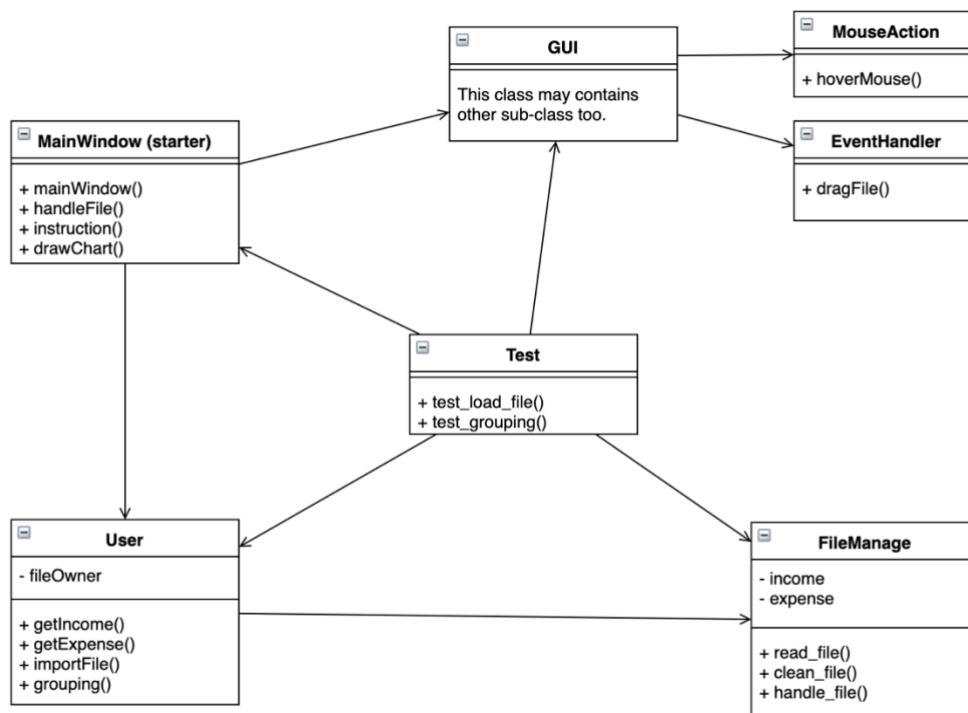 GUI
This class may contains
other sub-class too.
MouseAction
+ hoverMouse()
MainWindow (starter)
+ mainWindow()
+ handleFile()
+ instruction()
+ drawChart()
EventHandler
+ dragFile()
Test
+ test_load_file()
+ test_grouping()
User
- fileOwner
+ getIncome()
+ getExpense()
+ importFile()
+ grouping()
FileManage
- income
- expense
+ read_file()
+ clean_file()
+ handle_file()